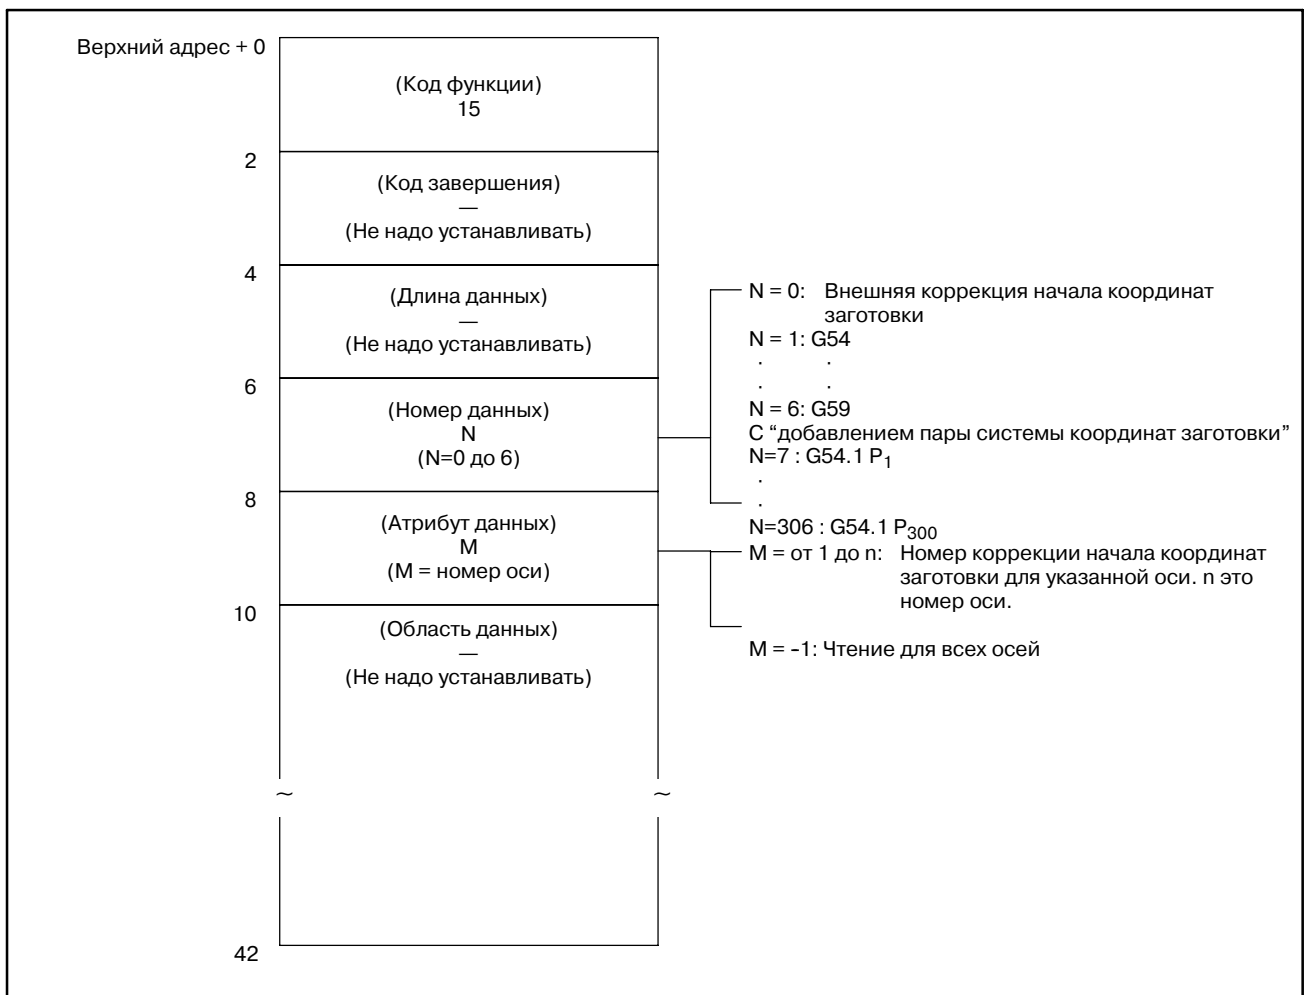 Верхний адрес + 0
(Код функции)
15
2
(Код завершения)
—
(Не надо устанавливать)
4
(Длина данных)
—
(Не надо устанавливать)
6
(Номер данных)
N
(N=0 до 6)
8
(Атрибут данных)
M
(M = номер оси)
10
(Область данных)
—
(Не надо устанавливать)
~ ~
42
N = 0: Внешняя коррекция начала координат
заготовки
N = 1: G54
. .
. .
N = 6: G59
С “добавлением пары системы координат заготовки”
N=7 : G54.1 P1
.
.
N=306 : G54.1 P300
M = от 1 до n: Номер коррекции начала координат
заготовки для указанной оси. n это
номер оси.
M = -1: Чтение для всех осей